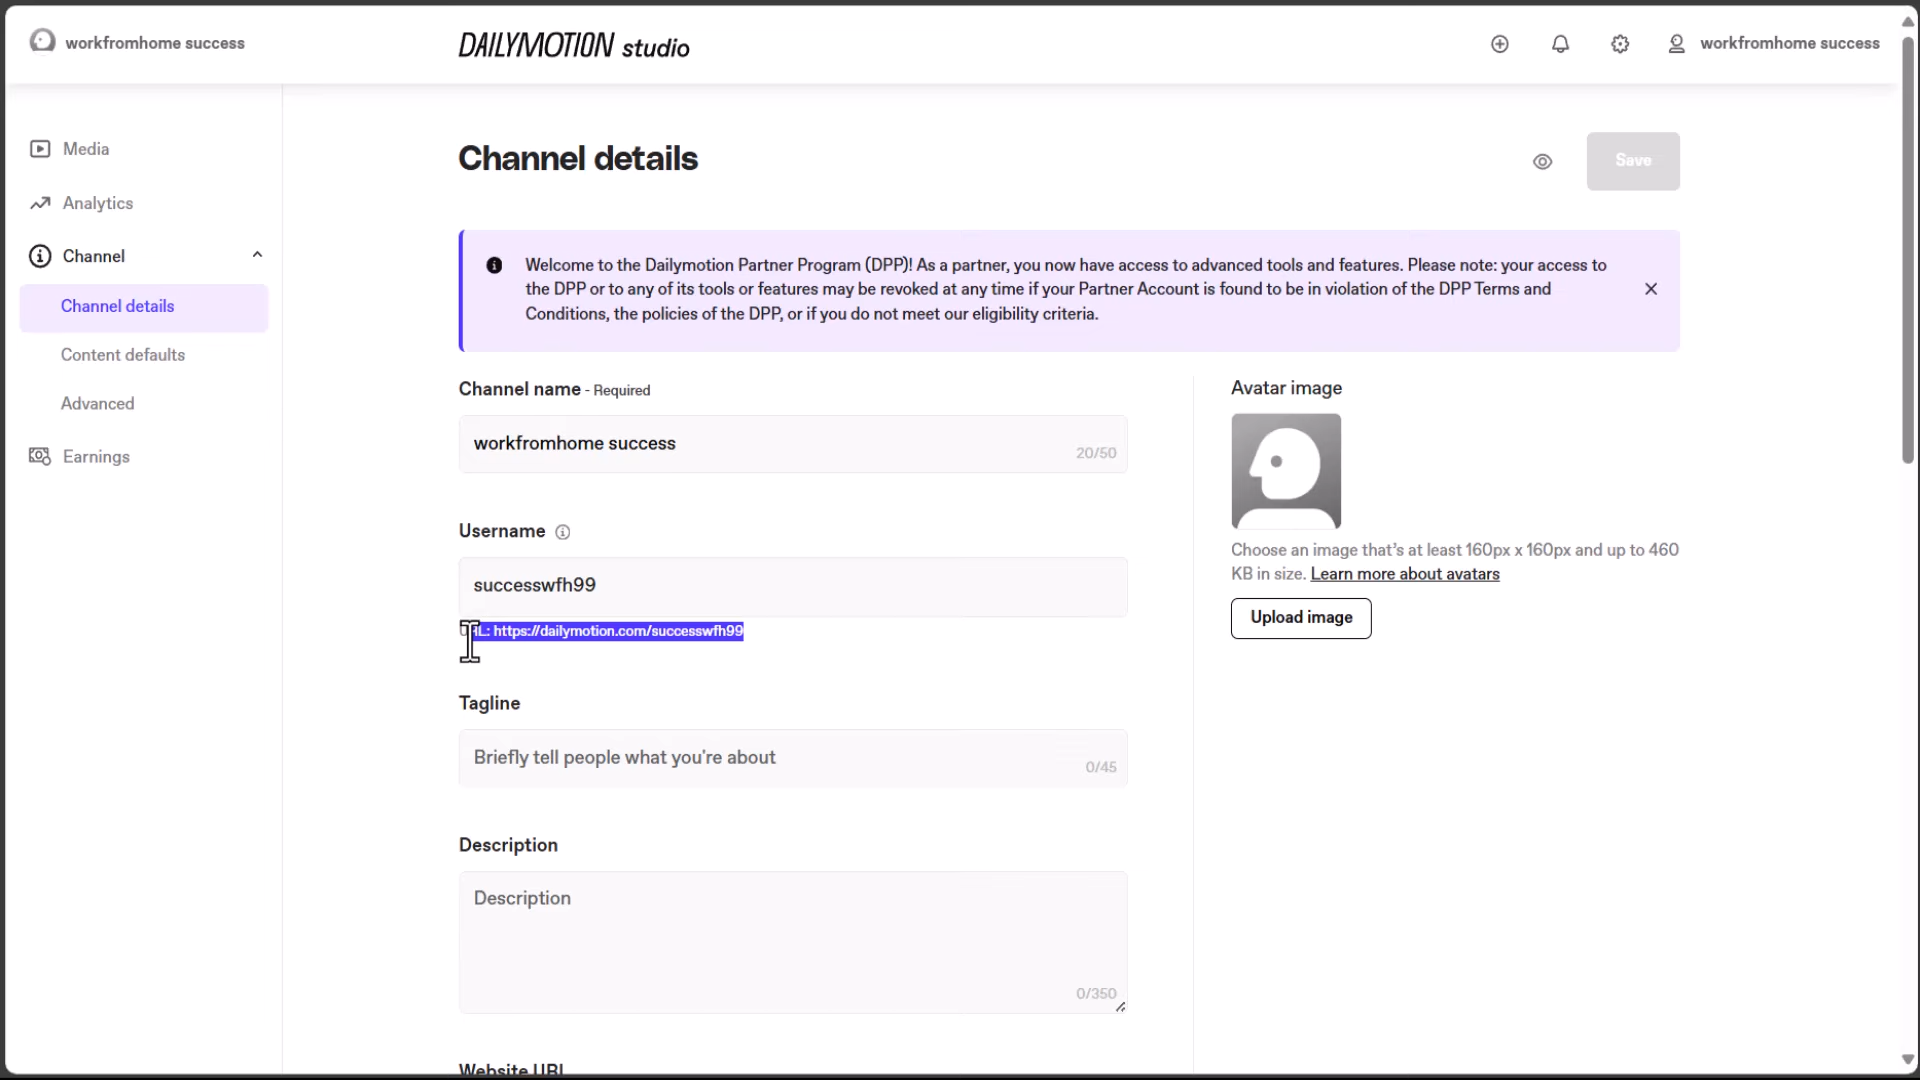 workfromhome success
DAILYMOTION studio
workfromhome success
Media
Analytics
Channel
Channel details
Content defaults
Advanced
Earnings
Channel details
Save
Welcome to the Dailymotion Partner Program (DPP)! As a partner, you now have access to advanced tools and features. Please note: your access to
the DPP or to any of its tools or features may be revoked at any time if your Partner Account is found to be in violation of the DPP Terms and
Conditions, the policies of the DPP, or if you do not meet our eligibility criteria.
Channel name - Required
workfromhome success
20/50
Username
successwfh99
URL: https://dailymotion.com/successwfh99
Tagline
Briefly tell people what you're about
0/45
Description
Description
0/350
Website URL
Avatar image
Choose an image that's at least 160px x 160px and up to 460
KB in size. Learn more about avatars
Upload image